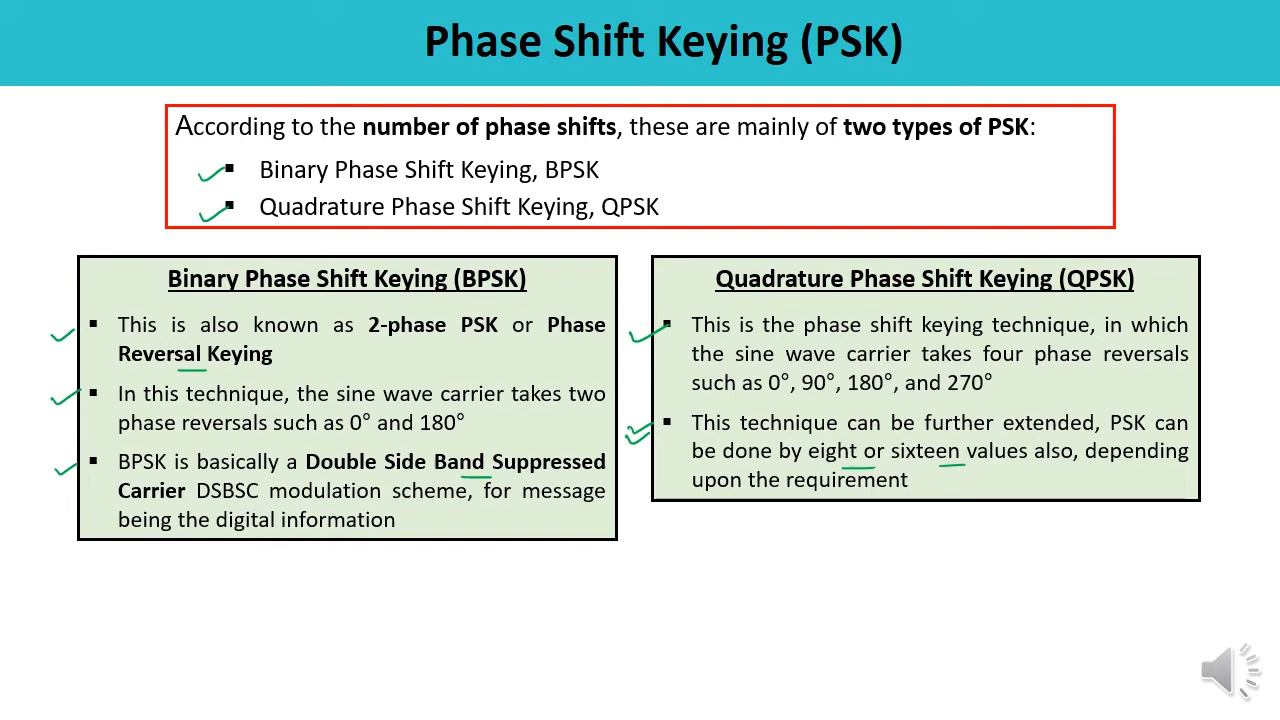 Phase Shift Keying (PSK)
According to the number of phase shifts, these are mainly of two types of PSK:
▪ Binary Phase Shift Keying, BPSK
▪ Quadrature Phase Shift Keying, QPSK
Binary Phase Shift Keying (BPSK)
▪ This is also known as 2-phase PSK or Phase
Reversal Keying
▪ In this technique, the sine wave carrier takes two
phase reversals such as 0° and 180°
▪ BPSK is basically a Double Side Band Suppressed
Carrier DSBSC modulation scheme, for message
being the digital information
Quadrature Phase Shift Keying (QPSK)
▪ This is the phase shift keying technique, in which
the sine wave carrier takes four phase reversals
such as 0°, 90°, 180°, and 270°
▪ This technique can be further extended, PSK can
be done by eight or sixteen values also, depending
upon the requirement